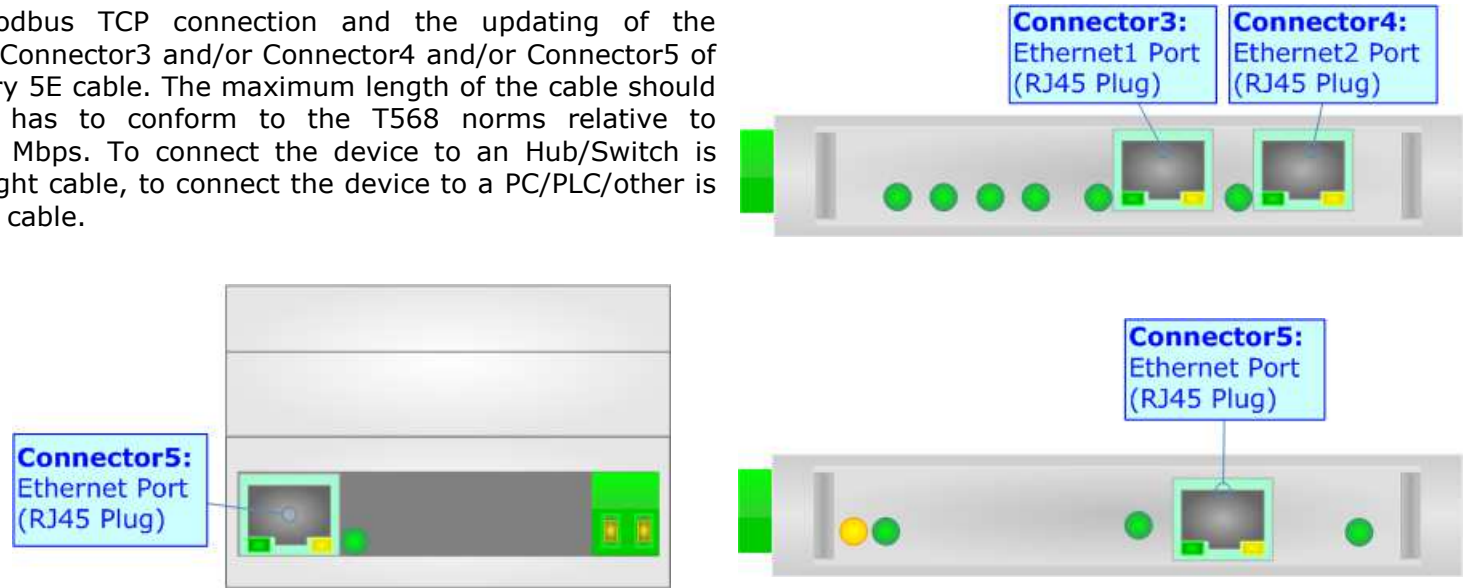 odbus TCP connection and the updating of the
Connector3 and/or Connector4 and/or Connector5 of
ry 5E cable. The maximum length of the cable should
has to conform to the T568 norms relative to
Mbps. To connect the device to an Hub/Switch is
ght cable, to connect the device to a PC/PLC/other is
cable.
Connector3:
Ethernet1 Port
(RJ45 Plug)
Connector4:
Ethernet2 Port
(RJ45 Plug)
Connector5:
Ethernet Port
(RJ45 Plug)
Connector5:
Ethernet Port
(RJ45 Plug)